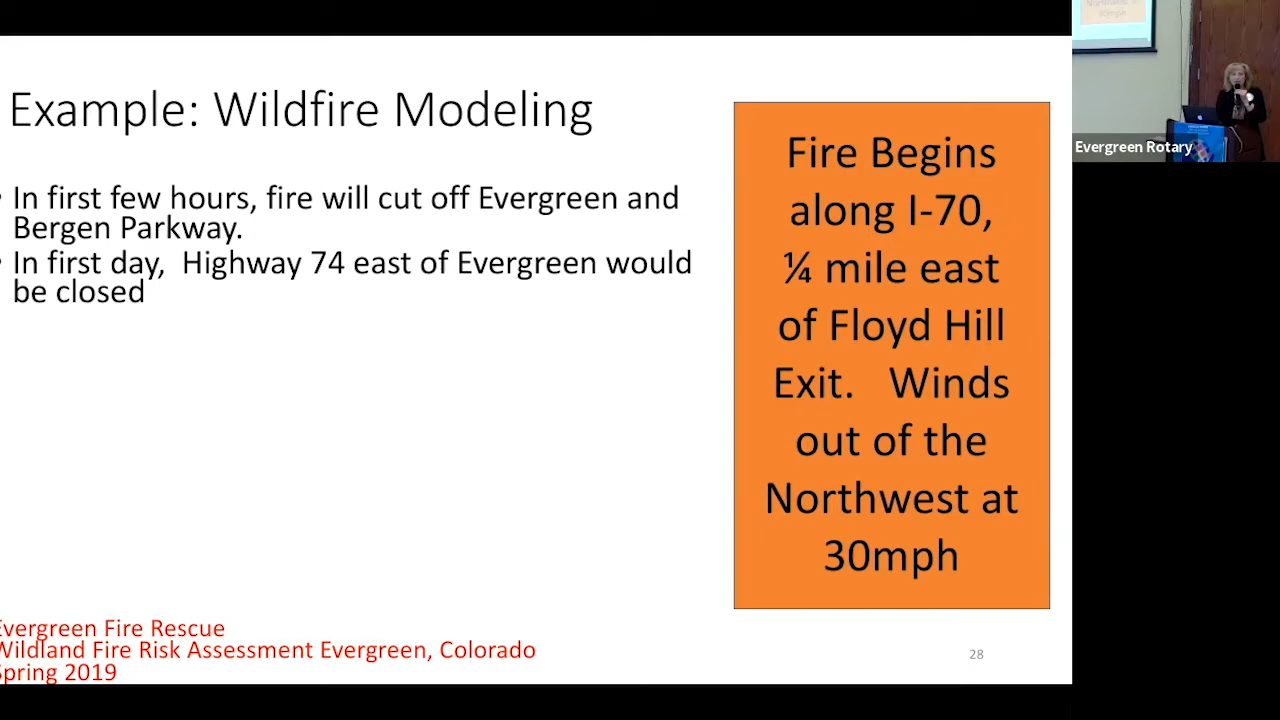 Example: Wildfire Modeling
• In first few hours, fire will cut off Evergreen and
Bergen Parkway.
• In first day, Highway 74 east of Evergreen would
be closed
Fire Begins
along I-70,
¼ mile east
of Floyd Hill
Exit. Winds
out of the
Northwest at
30mph
Evergreen Fire Rescue
Wildland Fire Risk Assessment Evergreen, Colorado
Spring 2019
28
Evergreen Rotary